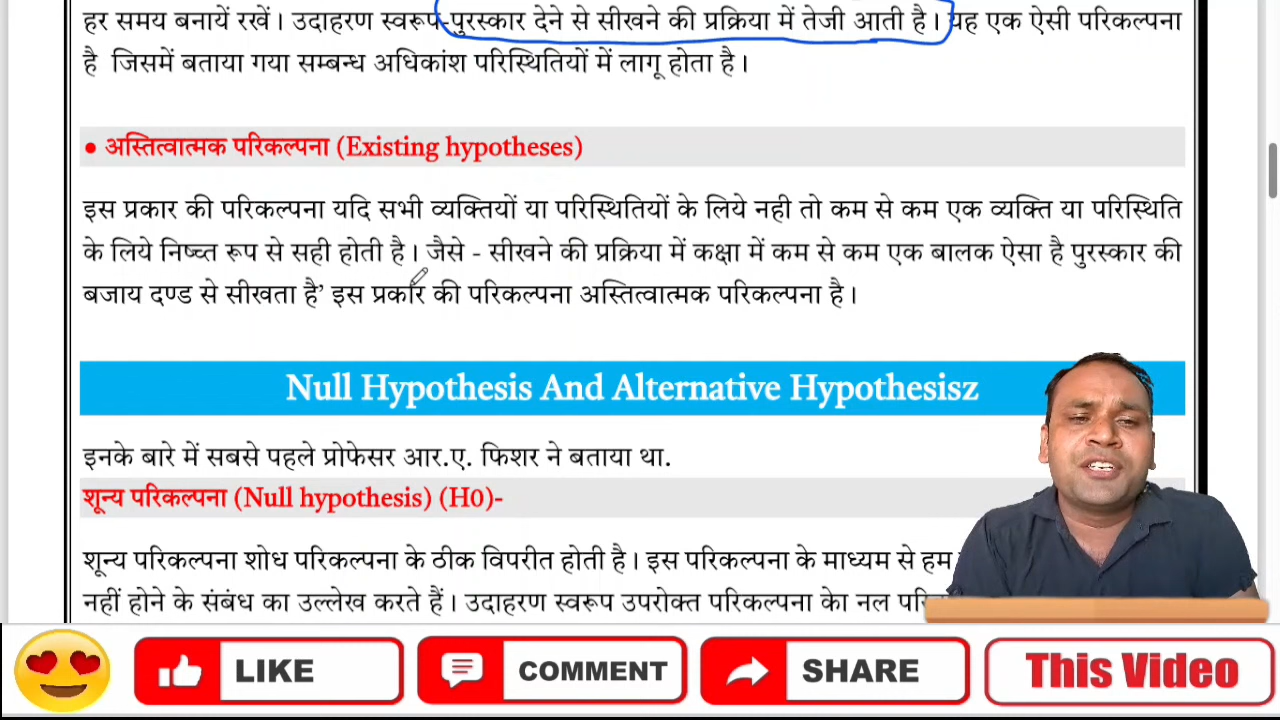 हर समय बनायें रखें। उदाहरण स्वरूप-पुरस्कार देने से सीखने की प्रक्रिया में तेजी आती है। यह एक ऐसी परिकल्पना
है जिसमें बताया गया सम्बन्ध अधिकांश परिस्थितियों में लागू होता है।
• अस्तित्वात्मक परिकल्पना (Existing hypotheses)
इस प्रकार की परिकल्पना यदि सभी व्यक्तियों या परिस्थितियों के लिये नही तो कम से कम एक व्यक्ति या परिस्थिति
के लिये निष्च्त रूप से सही होती है। जैसे - सीखने की प्रक्रिया में कक्षा में कम से कम एक बालक ऐसा है पुरस्कार की
बजाय दण्ड से सीखता है’ इस प्रकार की परिकल्पना अस्तित्वात्मक परिकल्पना है।
Null Hypothesis And Alternative Hypothesisz
इनके बारे में सबसे पहले प्रोफेसर आर.ए. फिशर ने बताया था.
शून्य परिकल्पना (Null hypothesis) (H0)-
शून्य परिकल्पना शोध परिकल्पना के ठीक विपरीत होती है। इस परिकल्पना के माध्यम से हम
नहीं होने के संबंध का उल्लेख करते हैं। उदाहरण स्वरूप उपरोक्त परिकल्पना केा नल
LIKE
COMMENT
SHARE
This Video